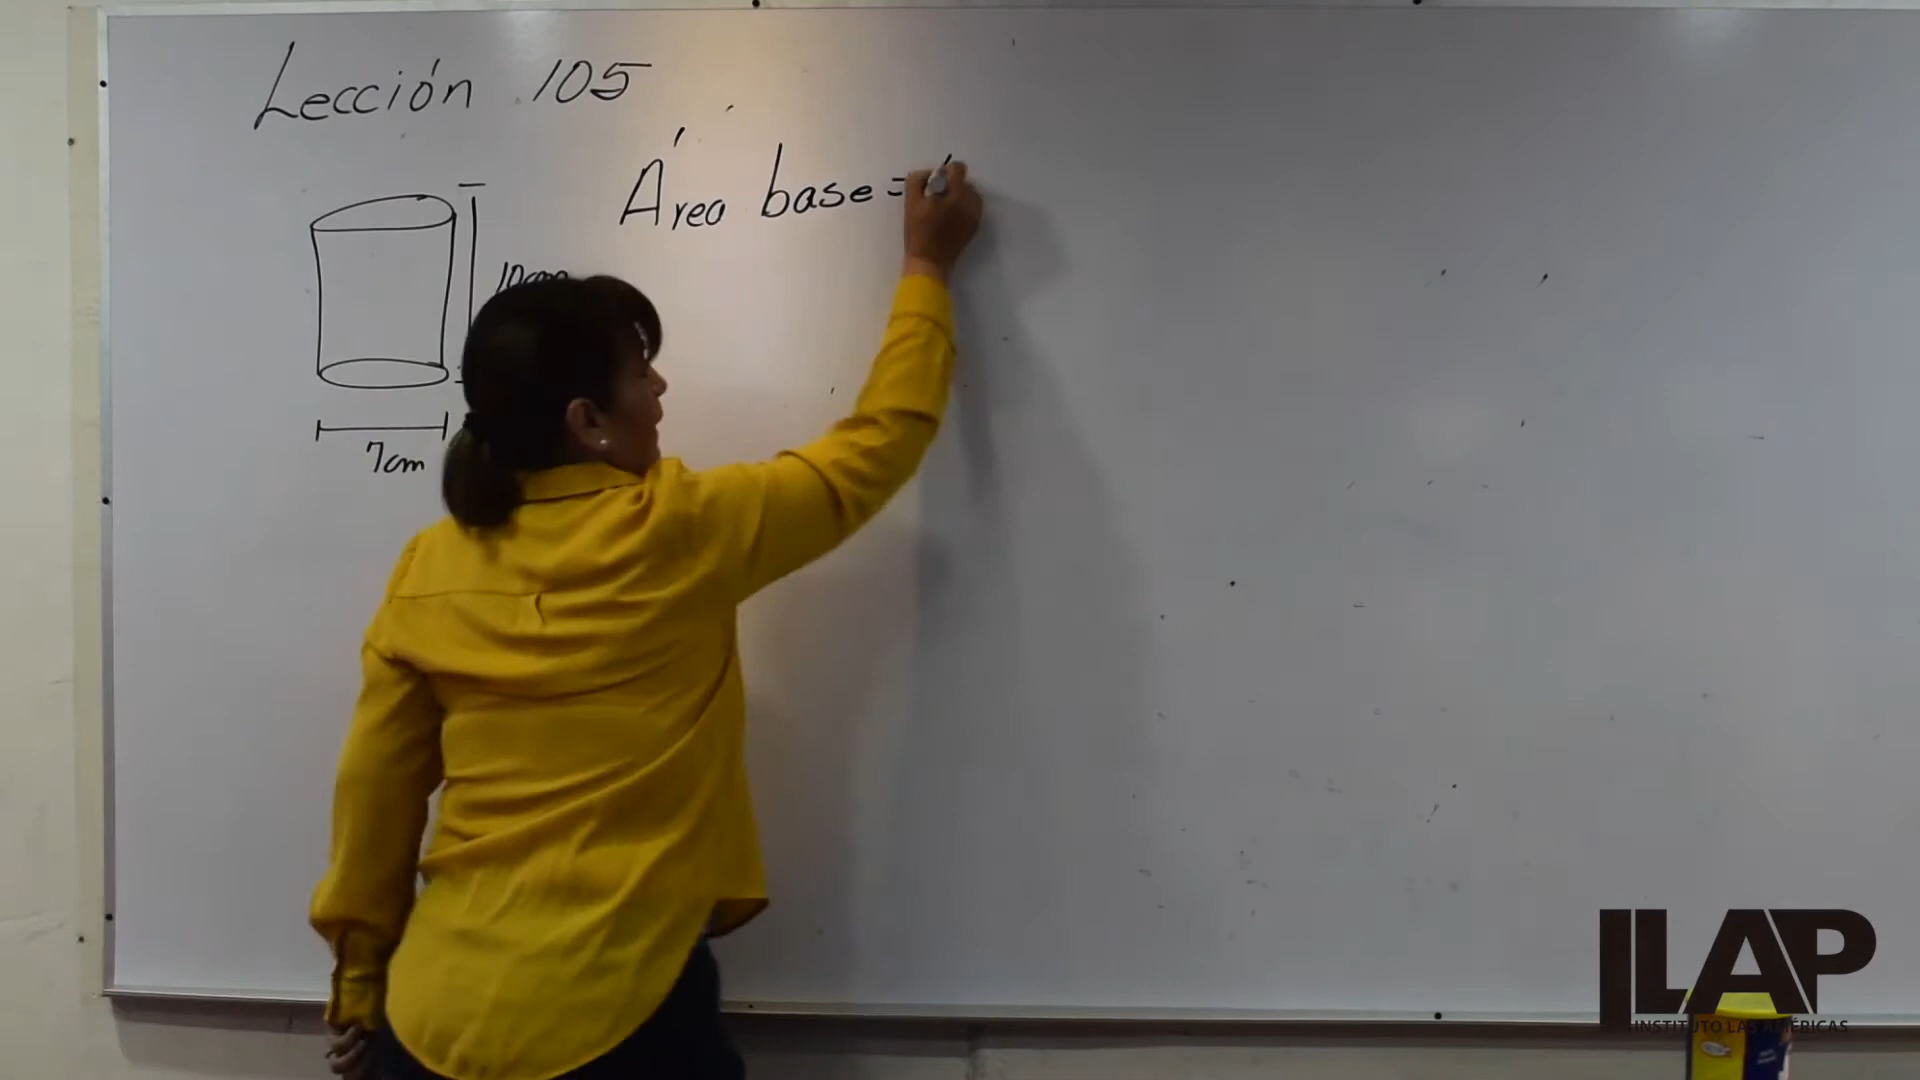 Lección 105
Área base =
10cm
7cm
ILAP
INSTITUTO LAS AMÉRICAS